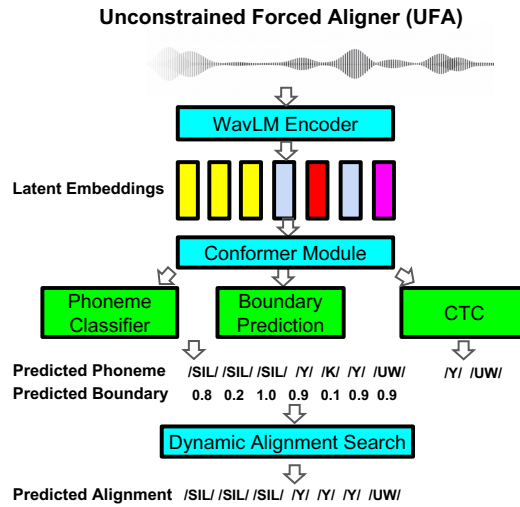 Unconstrained Forced Aligner (UFA)
WavLM Encoder
Latent Embeddings
Conformer Module
Phoneme Classifier
Boundary Prediction
CTC
Predicted Phoneme /SIL/ /SIL/ /SIL/ /Y/ /K/ /Y/ /UW/ /Y/ /UW/
Predicted Boundary 0.8 0.2 1.0 0.9 0.1 0.9 0.9
Dynamic Alignment Search
Predicted Alignment /SIL/ /SIL/ /SIL/ /Y/ /Y/ /Y/ /UW/